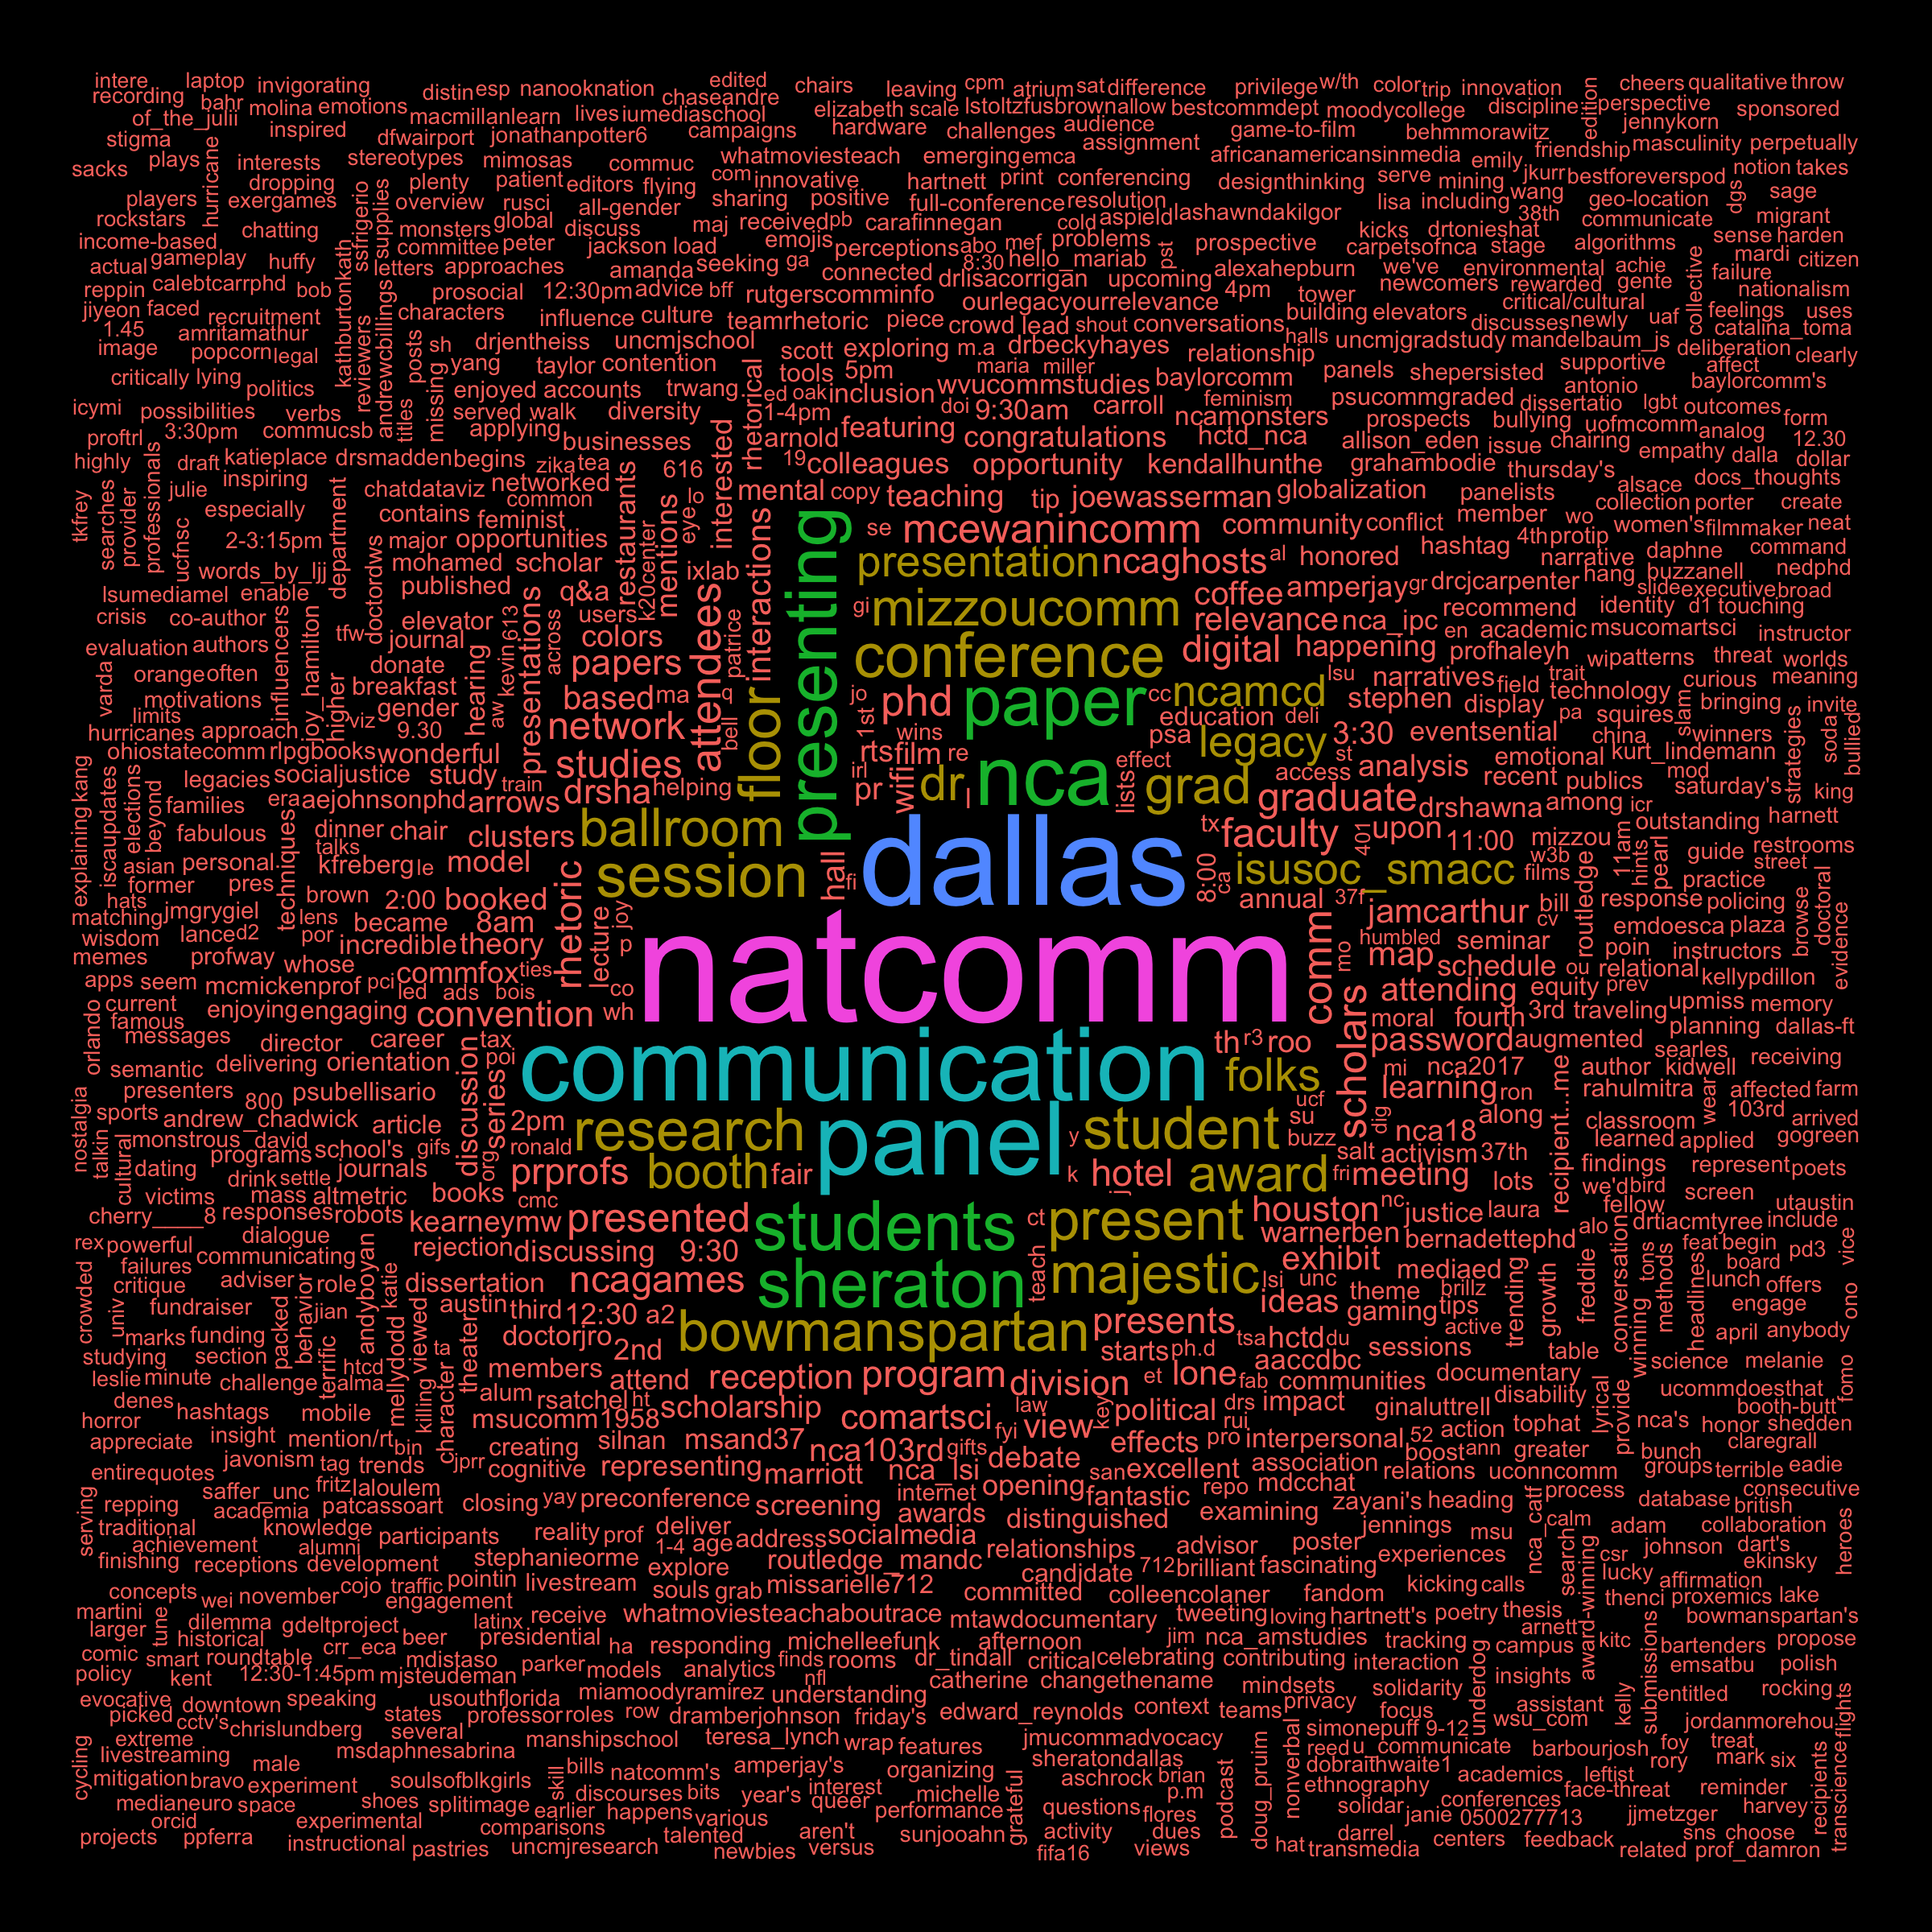 intere laptop invigorating distin esp nanooknation edited chairs leaving cpm atrium sat difference privilege w/th color trip innovation cheers qualitative throw
recording bahr molina emotions macmillanlearn lives iumediaschool chaseandre elizabeth scale lstoltzfusbrown allow bestcommdept moodycollege discipline edition perspective sponsored
of_the_julii inspired dfwairport jonathanpotter6 campaigns hardware challenges audience game-to-film behmmorawitz jennykorn
stigma plays interests stereotypes mimosas commuc whatmoviesteach emerging emca assignment africanamericansinmedia emily friendship masculinity perpetually
sacks hurricane dropping plenty patient editors flying com innovative hartnett print conferencing designthinking serve mining jkurr bestforeverpod notion takes
players exergames supplies overview rusci all-gender sharing positive full-conference resolution lisa including wang geo-location dgs sage
rockstars chatting ssfrigerio monsters global discuss maj received pb carafinnegan cold aspield lashawndakilgor kicks drtonieshat 38th communicate migrant
income-based gameplay kathburtonkath committee peter jackson load emojis perceptions abo mef problems prospective carpetsofnca stage algorithms sense harden
actual huffy letters approaches amanda seeking ga connected 8:30 hello_mariab pst alexahepburn we've environmental achie failure mardi citizen
reppin calebtcarrphd bob andrewcbillings prosocial 12:30pm advice bff rutgerscomminfo drlisacorrigan upcoming 4pm tower newcomers rewarded gente collective nationalism
jiyeon faced recruitment characters influence culture teamrhetoric piece ourlegacyourrelevance crowd lead shout conversations building elevators critical/cultural discusses newly uaf feelings uses
1.45 amritamathur reviewers posts sh drjentheiss uncmjschool scott exploring m.a drbeckyhayes halls uncmjgradstudy mandelbaum_js catalina_toma
image popcorn legal yang taylor contention rhetorical tools 5pm maria miller relationship panels shepersisted supportive deliberation affect clearly
critically lying politics titles missing enjoyed accounts trwang ed oak inclusion wvucommstudies baylorcomm feminism psucommgraded antonio baylorcomm's
icymi possibilities verbs served walk diversity 1-4pm doi 9:30am carroll ncamonsters prospects dissertatio lgbt outcomes
proftrl 3:30pm commucsb applying businesses arnold featuring congratulations hctd_nca allison_eden bullying issue chairing uofmcomm analog form 12.30
highly draft katieplace drsmadden begins zika tea 616 interested 19 colleagues opportunity kendallhunthe grahambodie thursday's empathy dalla dollar
searches provider professionals julie inspiring chat dataviz networked common restaurants mental copy teaching tip joewasserman globalization panelists alsace docs_thoughts
tkfrey especially department contains feminist mentions eye lo presenting se mcewanincomm community conflict member wo collection porter create
ucfnsc 2-3:15pm major opportunities k20center interactions presentation ncaghosts al honored hashtag 4th protip women's filmmaker neat
words_by_ljj doctordws mohamed scholar ixlab coffee amperjay gr drcjcarpenter narrative daphne command
lsumediamel enable published q&a users attendees gi mizzoucomm relevance nca_ipc recommend hang buzzanell nedphd
crisis co-author influencers elevator presentations colors patrice conference digital happening en academic identity slide executive broad
evaluation authors tfw journal hearing kevin 613 across papers profhaleyh msucomartsci d1 touching instructor
orange often joy_hamilton donate based ma q floor jo phd paper cc ncamcd lsu narratives field trait wi patterns threat worlds
varda motivations higher breakfast gender aw network bell 1st education deli stephen display technology curious meaning
limits viz 9.30 wins psa legacy 3:30 eventsential pa squires slam bringing invite
hurricanes approach ohiostatecomm rlpgbooks wonderful studies rts film re nca effect st emotional china kurt_lindemann winners strategies soda bullied
iscaupdates legacies socialjustice study train drsha helping irl dr grad access analysis recent publics mod saturday's
kang explaining elections beyond families era aejohnsonphd arrows pr wifi l lists graduate drshawna among icr king
fabulous techniques dinner chair clusters ballroom dallas tx faculty 401 upon 11:00 mizzou outstanding harnett
asian personal talks kfreberg le model session hall fi 8:00 isusoc_smacc w3b films 11am hints pearl guide restrooms street
former pres brown 2:00 booked rhetoric ca annual 37f jamcarthur bill cv routledge response practice policing
hats matching jmgrygiel lens became 8am lecture joy humbled seminar emdoesca plaza browse doctoral
wisdom lanced2 por incredible theory p natcomm comm mo map schedule ou poin instructors evidence
memes profway whose commfox ties relational kellypdillon
apps seem mcmickenprof pci led ads bois co attending equity prev upmiss memory
orlando current enjoying engaging convention wh scholars moral fourth 3rd traveling planning dallas-ft
famous messages director career tax communication th r3 roo password augmented searles receiving
semantic delivering orientation discussion poi folks mi nca2017 author kidwell
presenters psubellisario series ucf learning ron rahulmitra affected farm
nostalgia sports 800 andrew_chadwick article 2pm research panel student su dig nca18 along recipient...me classroom wear 103rd arrived
talkin monstrous_david programs school's gifs org ronald y buzz salt activism 37th learned applied gogreen
cultural dating drink settle journals prprofs booth fair k hotel award fri meeting lots findings represent poets
victims mass altmetric books cmc j we'd bird screen
cherry____8 responses robots kearneymw presented students ct present houston nc justice laura fellow utaustin
rex powerful dialogue rejection discussing 9:30 warnerben bernadettephd alo drtiacmtyree include
communicating andyboyan teach exhibit conversation feat begin vice
failures critique adviser role katie dissertation ncagames sheraton majestic lsi unc mediaed tons board pd3
crowded univ fundraiser jian viewed austin third 12:30 a2 ideas theme brillz trending growth freddie methods lunch offers
marks funding packed behavior theater doctorjro bowmanspartan presents gaming tips headlines engage ono
studying section terrific htcd mellydodd ta 2nd starts ph.d tsa hctd du active sessions table winning april anybody
leslie minute challenge alma killing character members attend reception program division et lone fab aaccdbc communities documentary science melanie
denes hashtags mobile alum rsatchel ht law key drs impact ginaluttrell disability lyrical ucommdoesthat fomo
horror insight mention/rt msucomm1958 scholarship comartsci fyi view political rui 52 action tophat provide nca's honor booth-butt shedden
appreciate javonism tag trends bin jprr creating silnan msand37 nca103rd gifts debate effects pro interpersonal boost ann greater bunch claregrall
entire quotes fritz laloulem cognitive representing marriott nca_lsi san excellent association relations uconncomm groups terrible eadie
serving repping saffer_unc academia patcassoart closing yay preconference screening internet opening fantastic repo mdcchat zayani's heading nca_catf process database british consecutive
traditional achievement knowledge participants reality prof deliver address socialmedia awards distinguished examining jennings msu _calm adam collaboration
finishing receptions alumni development stephanieorme 1-4 age explore routledge_mandc relationships advisor poster experiences search csr johnson dart's ekinsky heroes
concepts wei november cojo traffic pointin livestream souls grab missarielle712 candidate 712 brilliant fascinating kicking calls lucky affirmation
martini tune dilemma gdeltproject engagement latinx receive whatmoviesteachaboutrace committed colleencolaner fandom award-winning thenci proxemics lake
larger historical crr_eca beer presidential ha responding michelleefunk mtawdocumentary tweeting loving hartnett's poetry thesis arnett bowmanspartan's
comic smart roundtable mdistaso parker models analytics finds rooms dr_tindall afternoon critical celebrating jim nca_amstudies contributing tracking interaction campus kitc submissions bartenders propose
policy kent 12:30-1:45pm mjsteudeman nfl catherine changethename mindsets underdog insights emsatbu polish
evocative downtown speaking usouthflorida miamoodyramirez understanding edward_reynolds context teams privacy solidarity focus assistant kelly entitled rocking
picked cctv's chrislundberg states several professor roles row dramberjohnson friday's jmucommadvocacy nonverbal simonepuff 9-12 wsu_com jordanmorehou flights
extreme livestreaming male msdaphnesabrina manshipschool teresa_lynch wrap features sheratondallas reed u_communicate barbourjosh foy treat
cycling mitigation bravo experiment soulsofblkgirls skill bills natcomm's amperjay's organizing aschrock brian dobraithwaite1 academics leftist rory mark six
medianeuro space shoes splitimage discourses bits year's interest queer michelle grateful p.m podcast doug_pruim ethnography conferences face-threat reminder recipients transcience
orcid experimental earlier happens various performance questions flores solidar janie 0500277713 jjmetzger harvey
projects ppferra instructional comparisons talented aren't sunjooahn activity dues hat darrel centers feedback sns choose
pastries uncmjresearch newbies versus fifa16 views transmedia related prof_damron